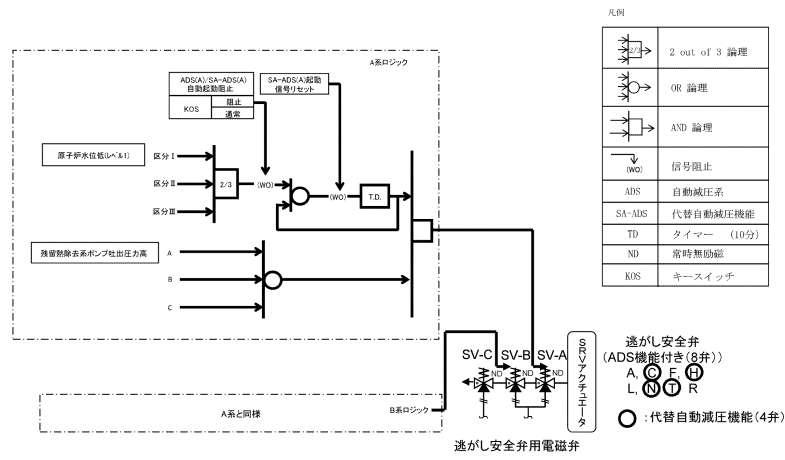 凡例
2/3
2 out of 3 論理
OR 論理
AND 論理
(WO)
信号阻止
ADS
自動減圧系
SA-ADS
代替自動減圧機能
TD
タイマー (10分)
ND
常時無励磁
KOS
キースイッチ
A系ロジック
ADS(A)/SA-ADS(A)
自動起動阻止
KOS
阻止
通常
SA-ADS(A)起動
信号リセット
原子炉水位低(レベル1)
区分Ⅰ
区分Ⅱ
区分Ⅲ
2/3
(WO)
(WO)
T.D.
残留熱除去系ポンプ吐出圧力高
A
B
C
SV-C
SV-B
SV-A
ND
ND
ND
SRVアクチュエータ
逃がし安全弁
(ADS機能付き(8弁))
A, C F, H
L, N T R
:代替自動減圧機能(4弁)
A系と同様
B系ロジック
逃がし安全弁用電磁弁